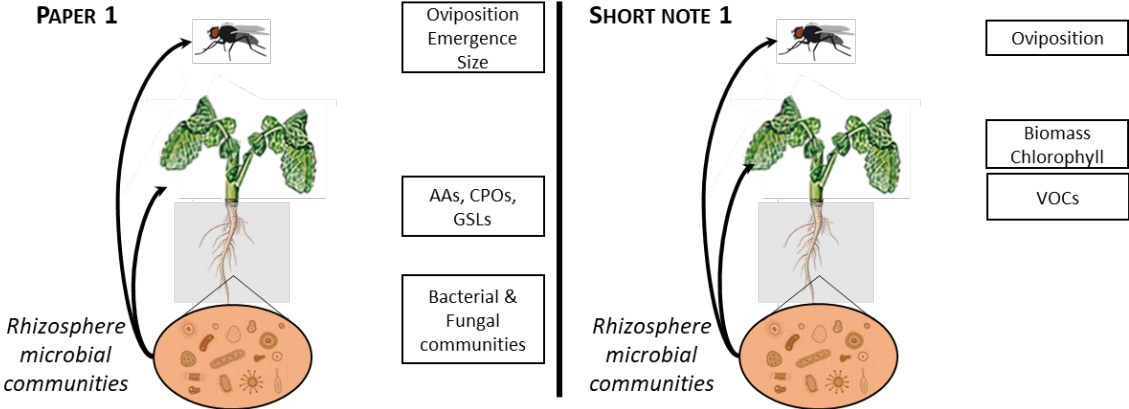 PAPER 1
Oviposition
Emergence
Size
AAs, CPOs,
GSLs
Bacterial &
Fungal
communities
Rhizosphere
microbial
communities
SHORT NOTE 1
Oviposition
Biomass
Chlorophyll
VOCs
Rhizosphere
microbial
communities